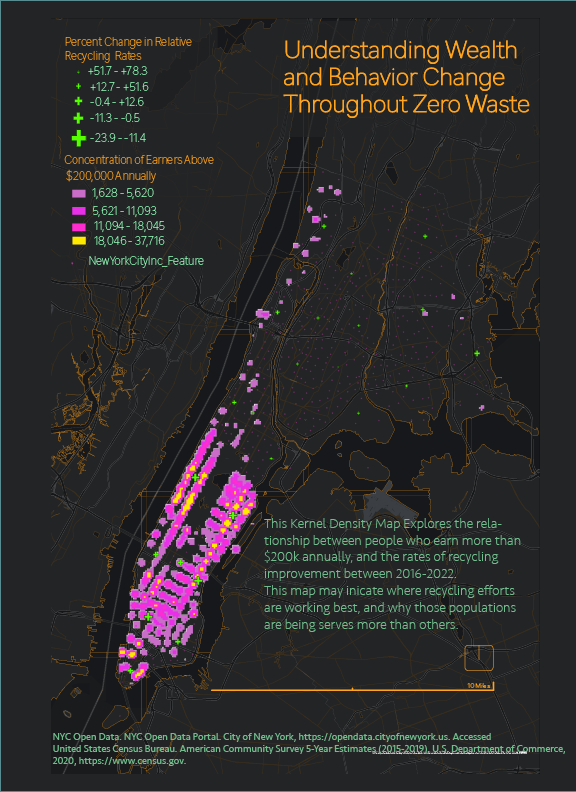 Percent Change in Relative
Recycling Rates
+51.7 - +78.3
+12.7 - +51.6
-0.4 - +12.6
-11.3 - -0.5
-23.9 - -11.4
Concentration of Earners Above
$200,000 Annually
1,628 - 5,620
5,621 - 11,093
11,094 - 18,045
18,046 - 37,716
NewYorkCityInc_Feature
Understanding Wealth
and Behavior Change
Throughout Zero Waste
This Kernel Density Map Explores the rela-
tionship between people who earn more than
$200k annually, and the rates of recycling
improvement between 2016-2022.
This map may inicate where recycling efforts
are working best, and why those populations
are being serves more than others.
10 Miles
NYC Open Data. NYC Open Data Portal. City of New York, https://opendata.cityofnewyork.us. Accessed
United States Census Bureau. American Community Survey 5-Year Estimates (2015-2019). U.S. Department of Commerce,
2020, https://www.census.gov.